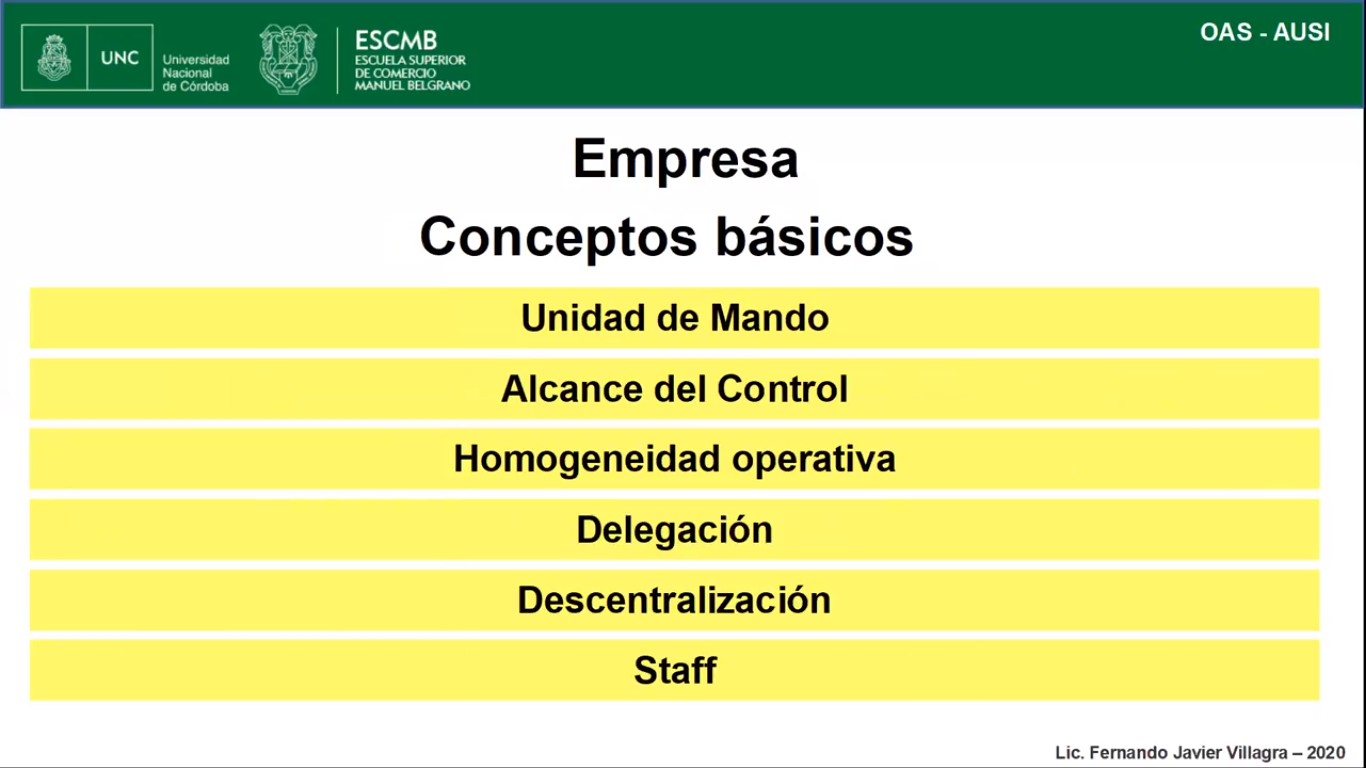 UNC
Universidad
Nacional
de Córdoba
ESCMB
ESCUELA SUPERIOR
DE COMERCIO
MANUEL BELGRANO
OAS - AUSI
Empresa
Conceptos básicos
Unidad de Mando
Alcance del Control
Homogeneidad operativa
Delegación
Descentralización
Staff
Lic. Fernando Javier Villagra – 2020